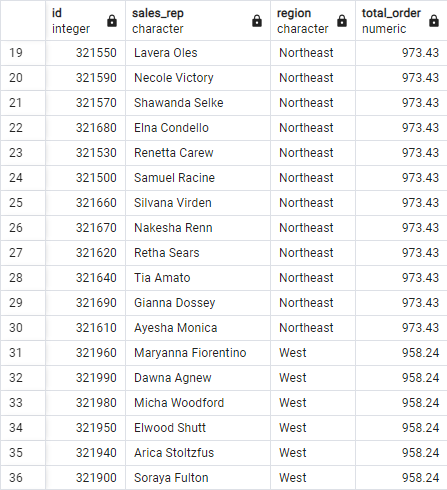 id sales_rep region total_order
integer character character numeric
19 321550 Lavera Oles Northeast 973.43
20 321590 Necole Victory Northeast 973.43
21 321570 Shawanda Selke Northeast 973.43
22 321680 Elna Condello Northeast 973.43
23 321530 Renetta Carew Northeast 973.43
24 321500 Samuel Racine Northeast 973.43
25 321660 Silvana Virden Northeast 973.43
26 321670 Nakesha Renn Northeast 973.43
27 321620 Retha Sears Northeast 973.43
28 321640 Tia Amato Northeast 973.43
29 321690 Gianna Dossey Northeast 973.43
30 321610 Ayesha Monica Northeast 973.43
31 321960 Maryanna Fiorentino West 958.24
32 321990 Dawna Agnew West 958.24
33 321980 Micha Woodford West 958.24
34 321950 Elwood Shutt West 958.24
35 321940 Arica Stoltzfus West 958.24
36 321900 Soraya Fulton West 958.24